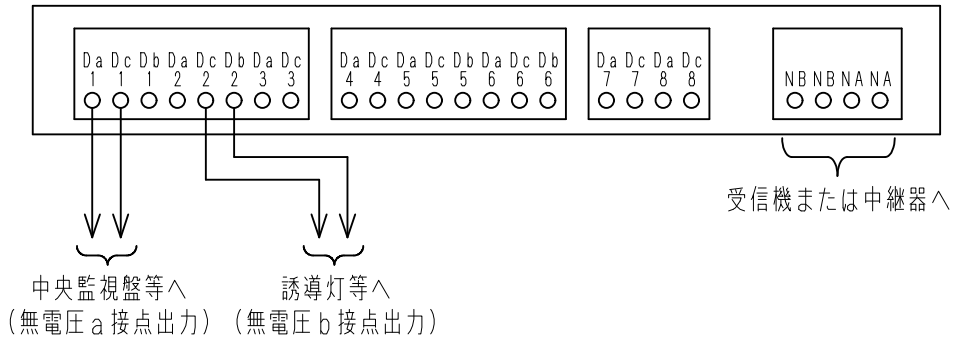 Da Dc Db Da Dc Db Da Dc Da Dc Da Dc Db Da Dc Db Da Dc Da Dc
1 1 1 2 2 2 3 3 4 4 5 5 5 6 6 6 7 7 8 8
NB NB NA NA
受信機または中継器へ
中央監視盤等へ 誘導灯等へ
(無電圧a接点出力) (無電圧b接点出力)